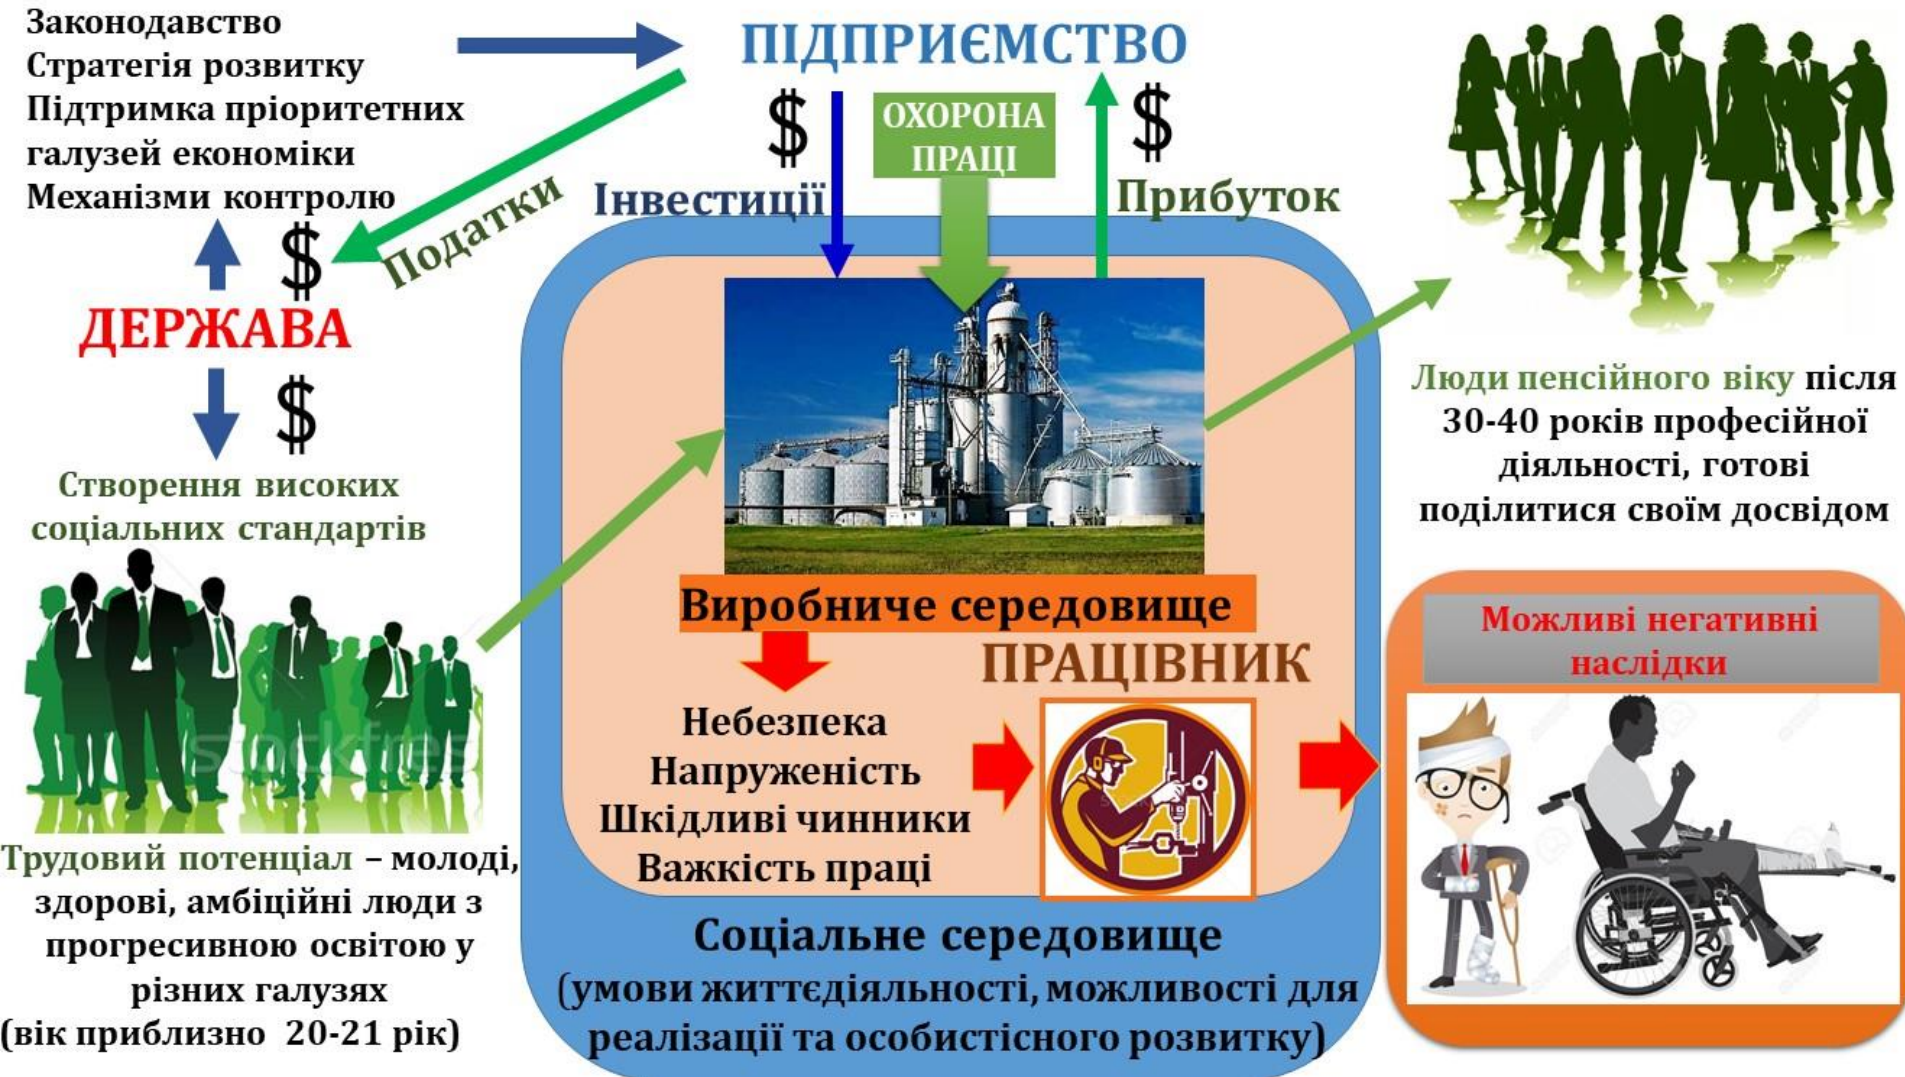 Законодавство
Стратегія розвитку
Підтримка пріоритетних
галузей економіки
Механізми контролю
$
ДЕРЖАВА
$
Створення високих
соціальних стандартів
Трудовий потенціал – молоді,
здорові, амбіційні люди з
прогресивною освітою у
різних галузях
(вік приблизно 20-21 рік)
Податки
ПІДПРИЄМСТВО
$
ОХОРОНА
ПРАЦІ
$
Інвестиції
Прибуток
Виробниче середовище
ПРАЦІВНИК
Небезпека
Напруженість
Шкідливі чинники
Важкість праці
Соціальне середовище
(умови життєдіяльності, можливості для
реалізації та особистісного розвитку)
Люди пенсійного віку після
30-40 років професійної
діяльності, готові
поділитися своїм досвідом
Можливі негативні
наслідки